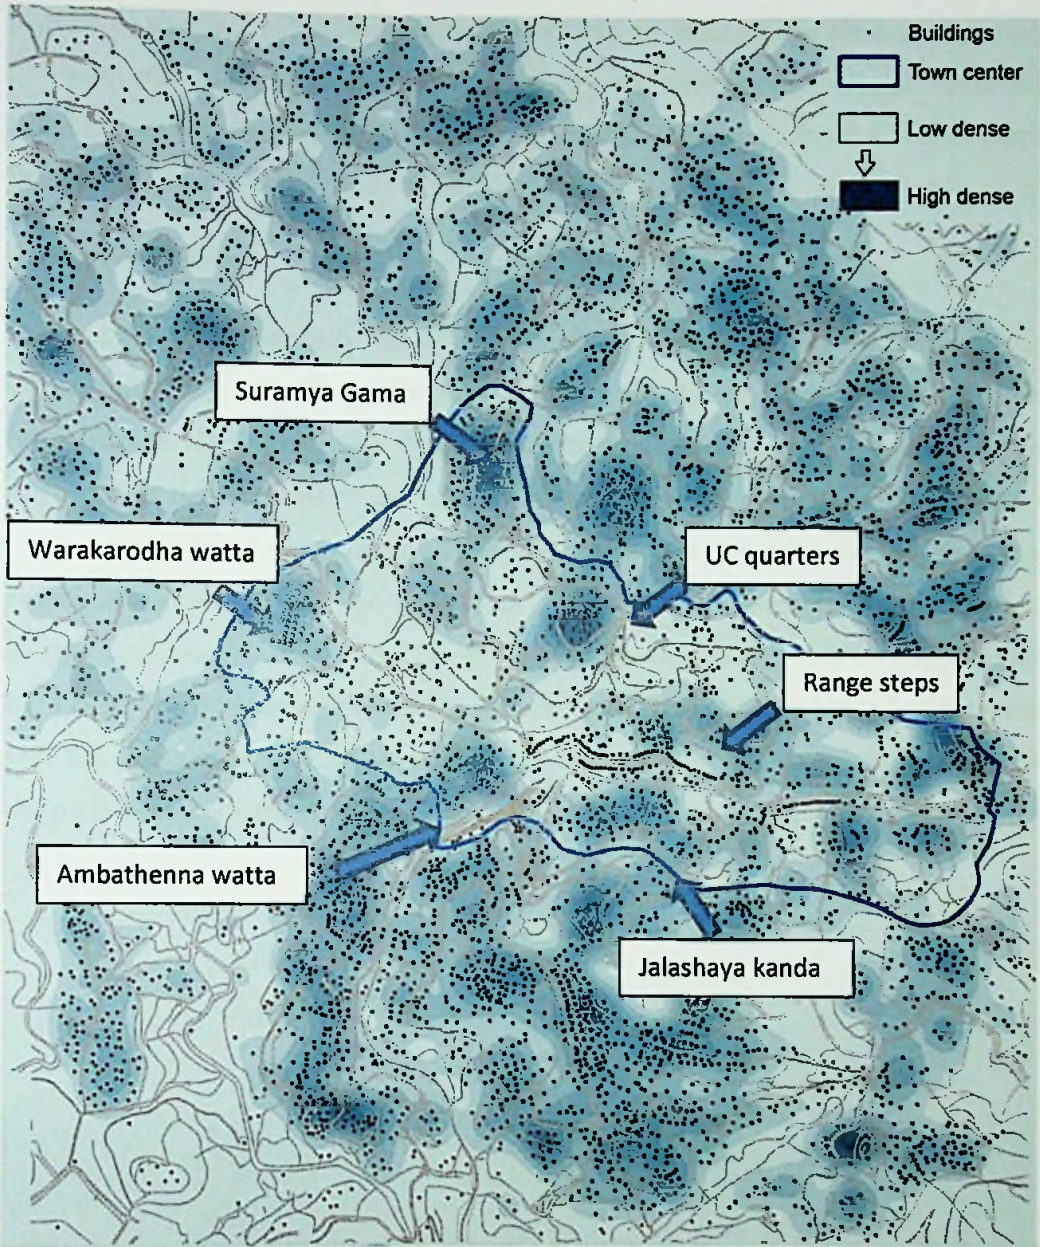 Buildings
Town center
Low dense
High dense
Suramya Gama
Warakarodha watta
UC quarters
Range steps
Ambathenna watta
Jalashaya kanda